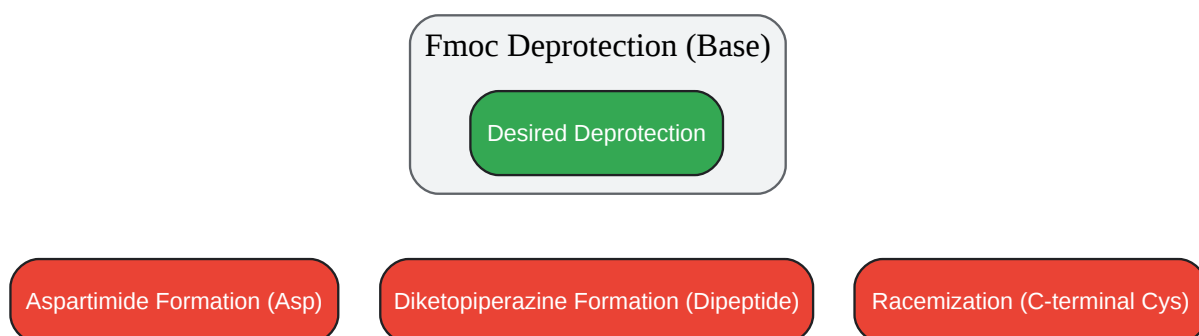 Fmoc Deprotection (Base)
Desired Deprotection
Aspartimide Formation (Asp)
Diketopiperazine Formation (Dipeptide)
Racemization (C-terminal Cys)